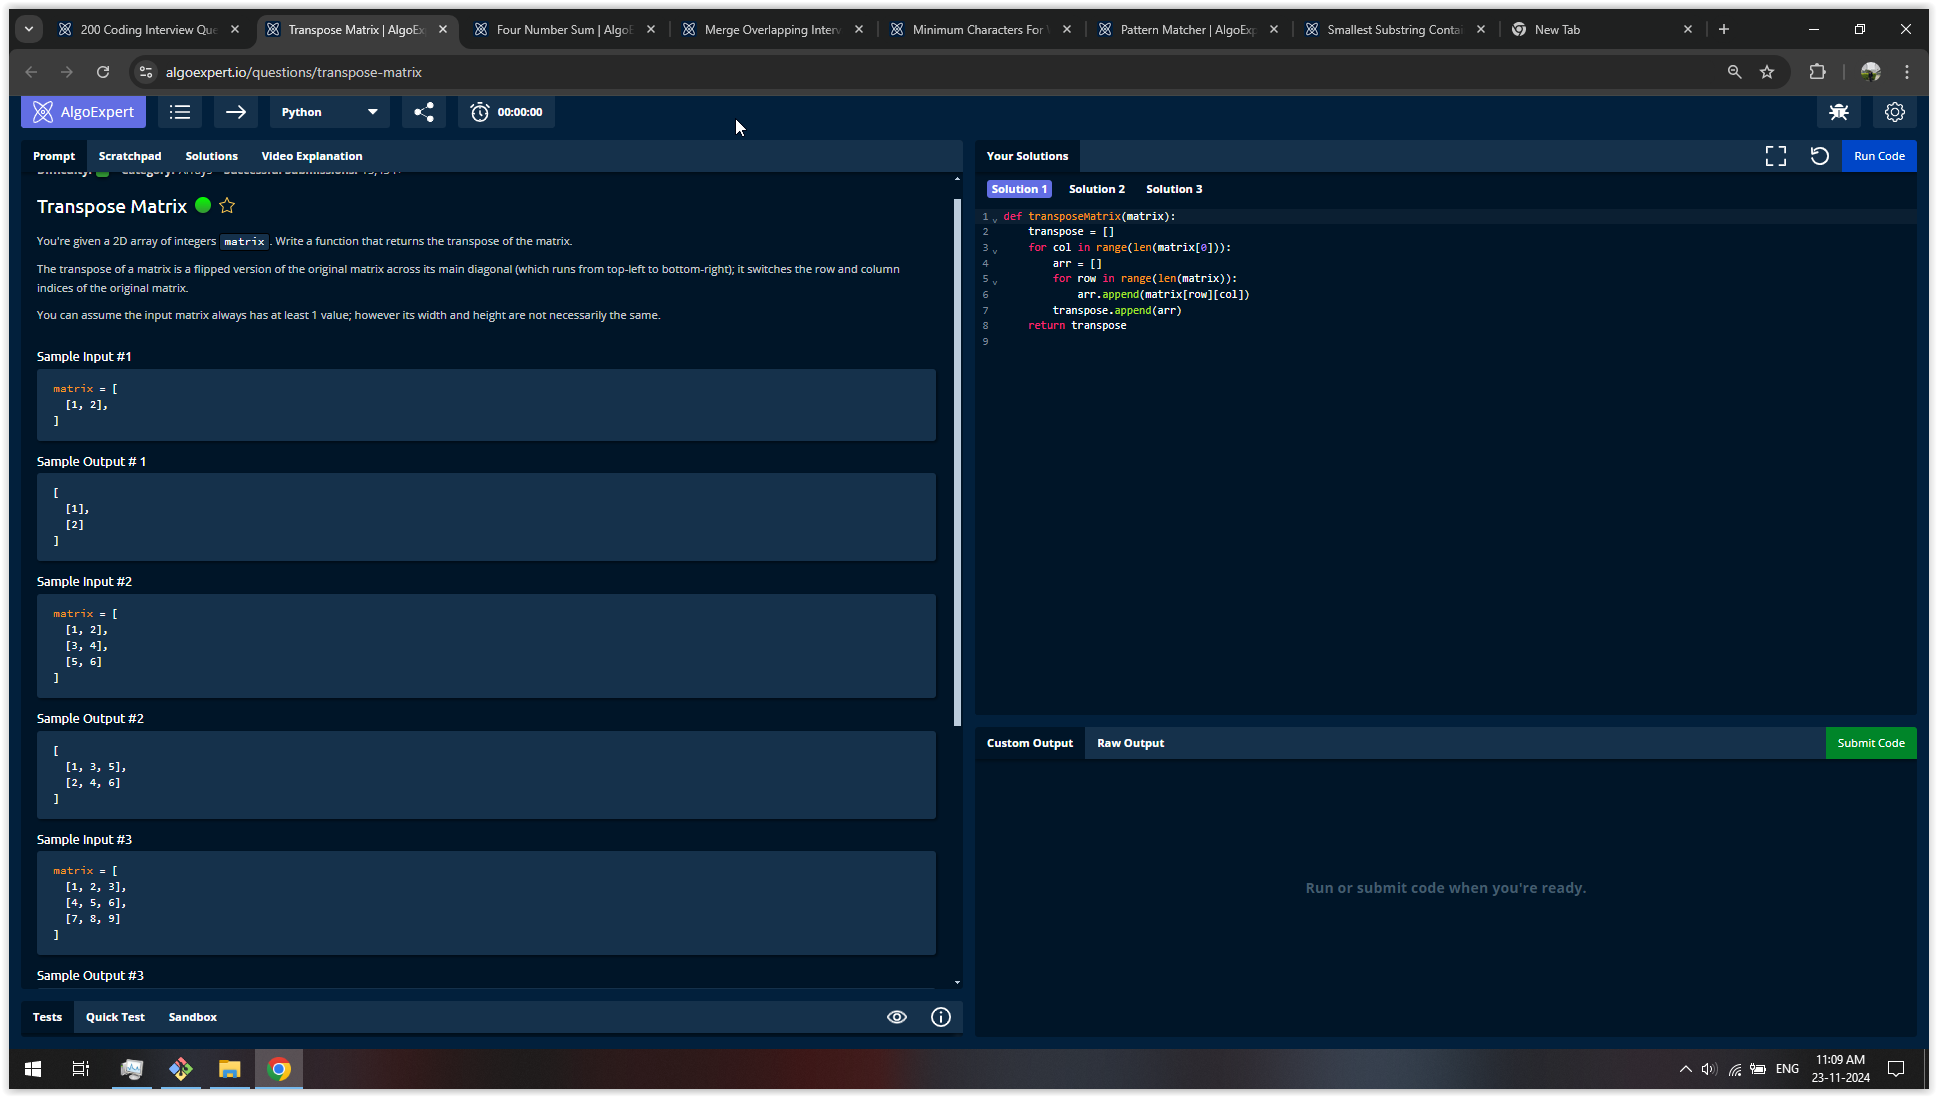 200 Coding Interview Que
Transpose Matrix | AlgoEx
Four Number Sum | AlgoE
Merge Overlapping Interv
Minimum Characters For
Pattern Matcher | AlgoExp
Smallest Substring Contai
New Tab
algoexpert.io/questions/transpose-matrix
AlgoExpert
Python
00:00:00
Prompt
Scratchpad
Solutions
Video Explanation
Your Solutions
Run Code
Transpose Matrix
You're given a 2D array of integers matrix . Write a function that returns the transpose of the matrix.
The transpose of a matrix is a flipped version of the original matrix across its main diagonal (which runs from top-left to bottom-right); it switches the row and column
indices of the original matrix.
You can assume the input matrix always has at least 1 value; however its width and height are not necessarily the same.
Sample Input #1
matrix = [
[1, 2],
]
Sample Output # 1
[
[1],
[2]
]
Sample Input #2
matrix = [
[1, 2],
[3, 4],
[5, 6]
]
Sample Output #2
[
[1, 3, 5],
[2, 4, 6]
]
Sample Input #3
matrix = [
[1, 2, 3],
[4, 5, 6],
[7, 8, 9]
]
Sample Output #3
Tests
Quick Test
Sandbox
Solution 1
Solution 2
Solution 3
1 def transposeMatrix(matrix):
2 transpose = []
3 for col in range(len(matrix[0])):
4 arr = []
5 for row in range(len(matrix)):
6 arr.append(matrix[row][col])
7 transpose.append(arr)
8 return transpose
9
Custom Output
Raw Output
Submit Code
Run or submit code when you're ready.
ENG
11:09 AM
23-11-2024